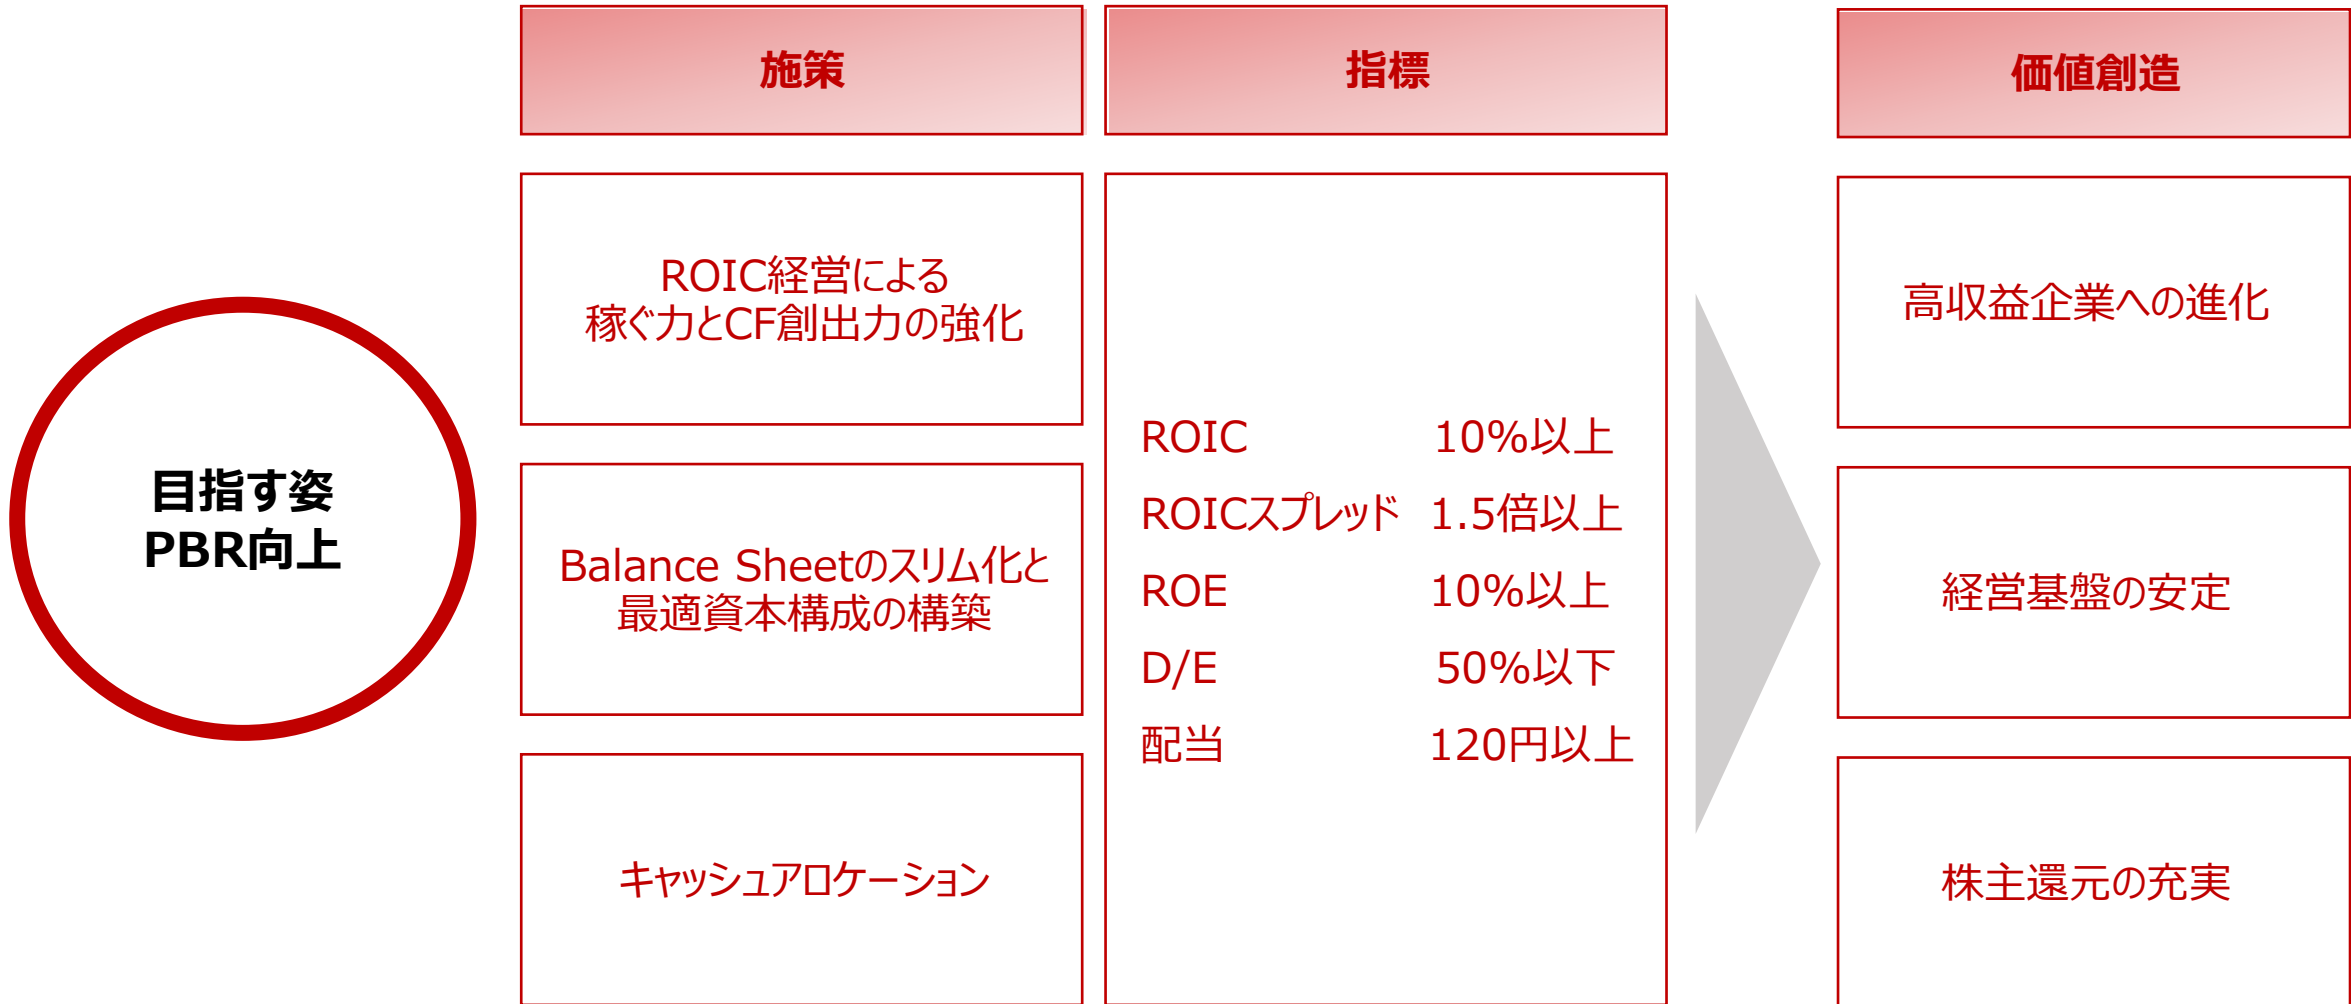 目指す姿
PBR向上
施策
ROIC経営による
稼ぐ力とCF創出力の強化
Balance Sheetのスリム化と
最適資本構成の構築
キャッシュアロケーション
指標
ROIC 10%以上
ROICスプレッド 1.5倍以上
ROE 10%以上
D/E 50%以下
配当 120円以上
価値創造
高収益企業への進化
経営基盤の安定
株主還元の充実